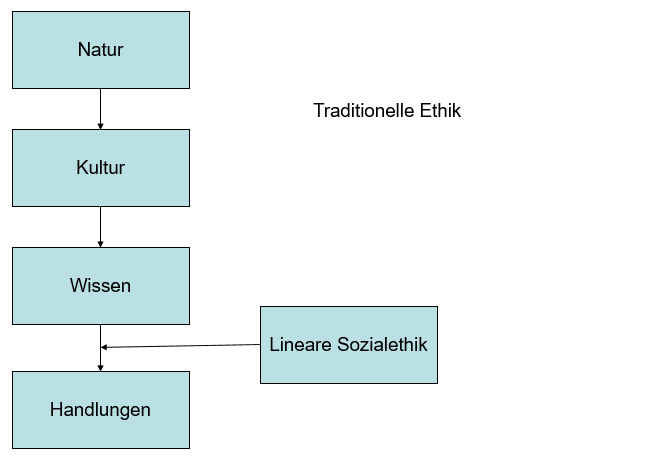 Natur
Traditionelle Ethik
Kultur
Wissen
Lineare Sozialethik
Handlungen